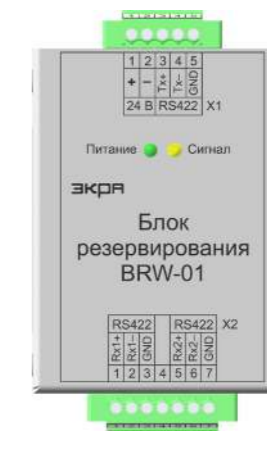 1 2 3 4 5
+ − Tx+ Tx− GND
24 В RS422 X1
Питание Сигнал
ЭКРА
Блок
резервирования
BRW-01
RS422 RS422 X2
Rx1+ Rx1− GND Rx2+ Rx2− GND
1 2 3 4 5 6 7